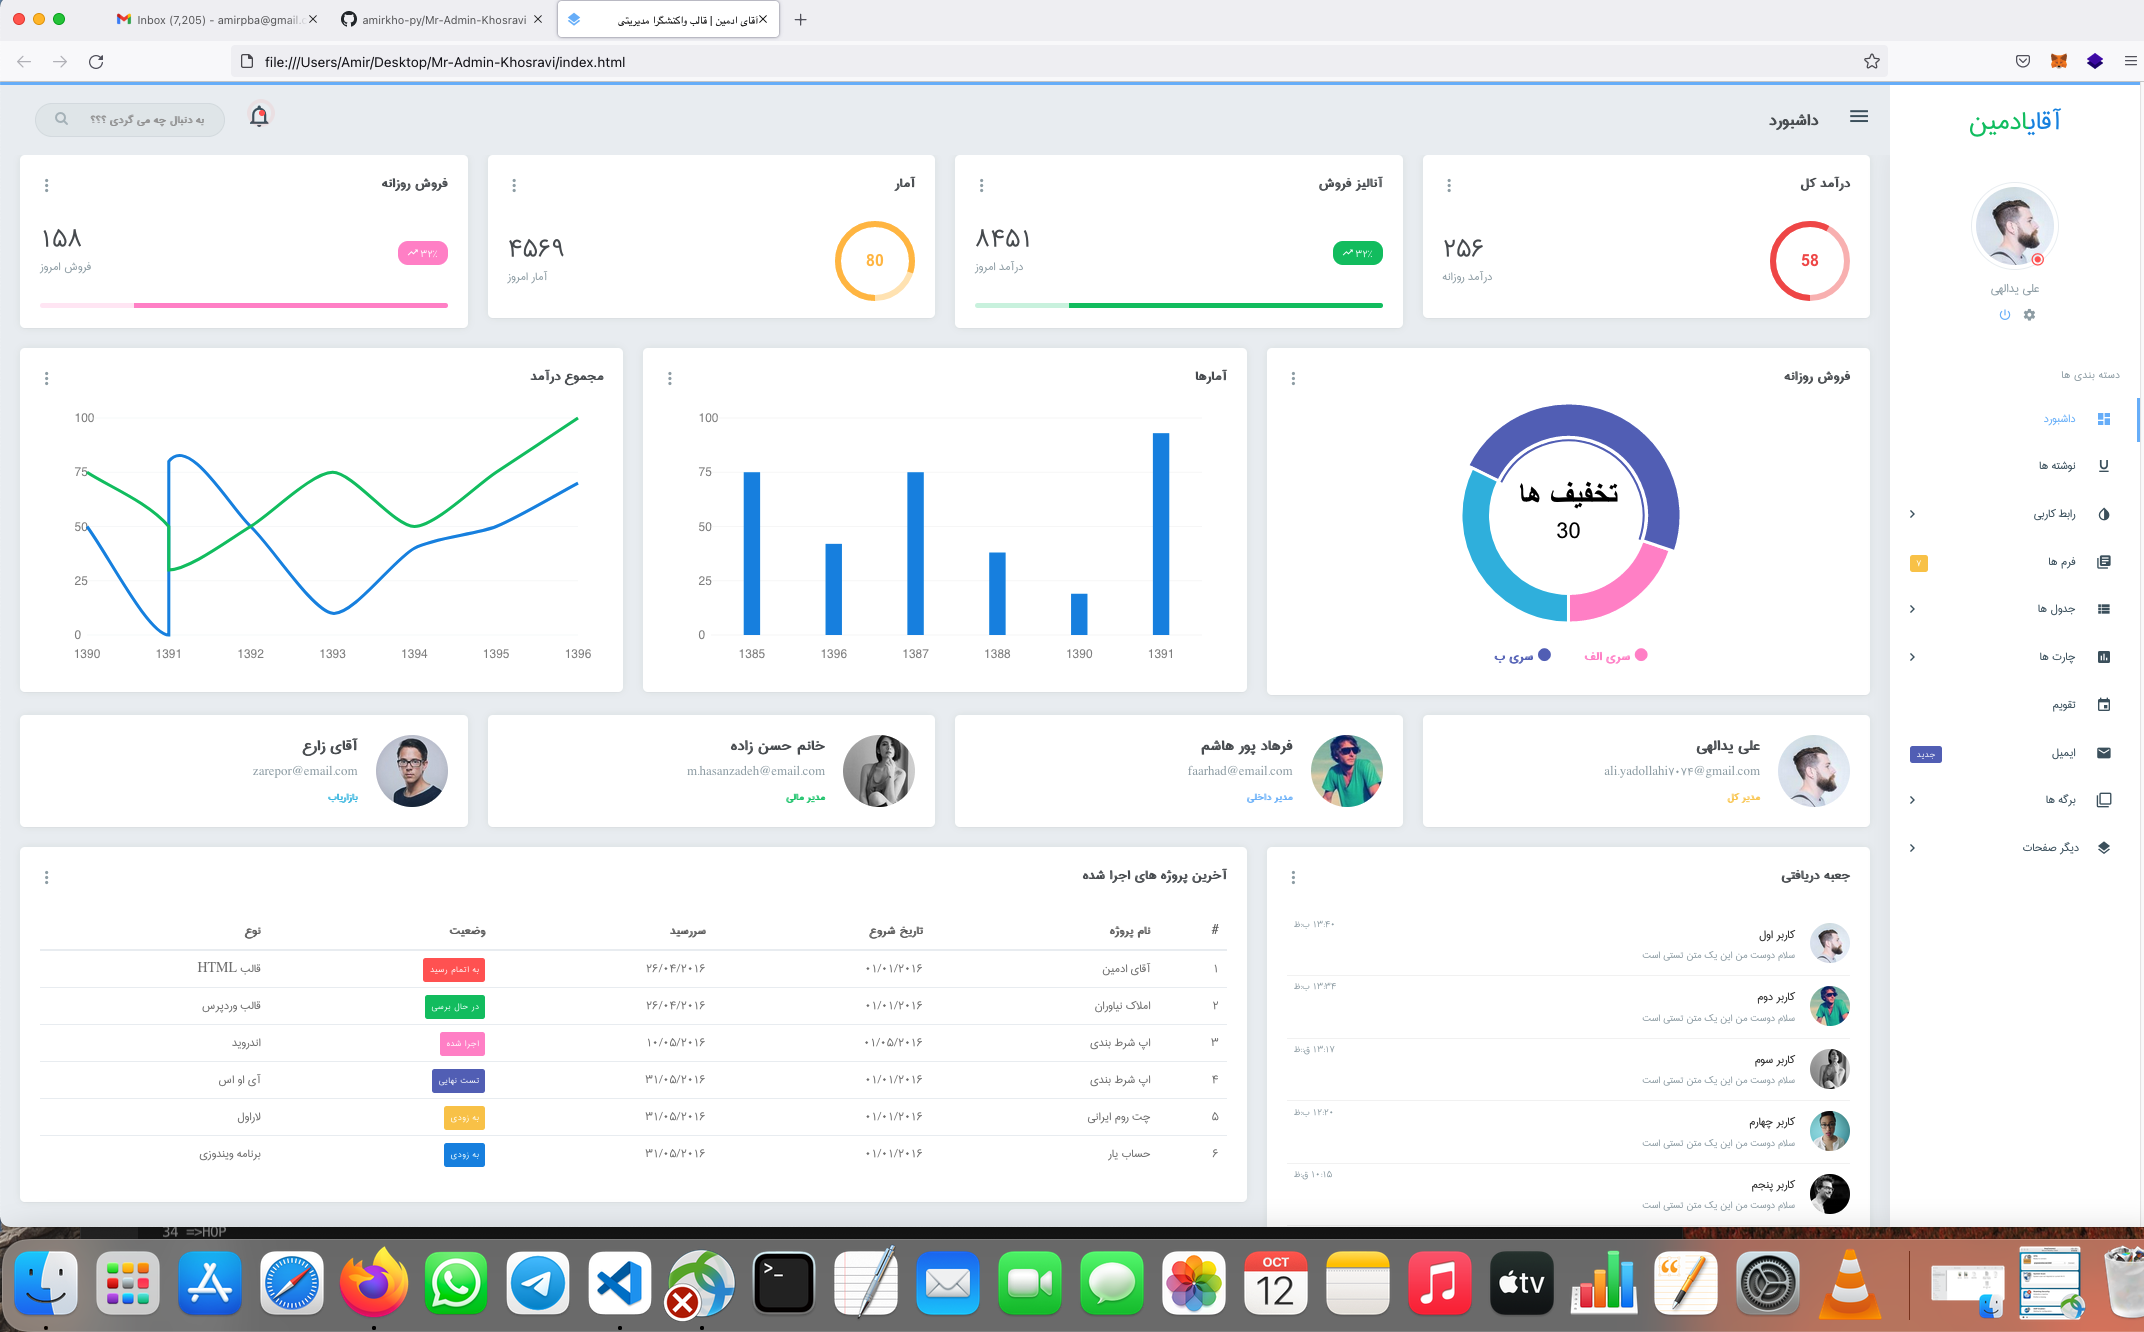 Inbox (7,205) - amirpba@gmail.c
amirkho-py/Mr-Admin-Khosravi
آقای ادمین | قالب واکنشگرا مدیریتی
file:///Users/Amir/Desktop/Mr-Admin-Khosravi/index.html
آقایادمین
داشبورد
به دنبال چه می گردی ؟؟؟
علی یدالهی
دسته بندی ها
داشبورد
نوشته ها
رابط کاربری
فرم ها
۷
جدول ها
چارت ها
تقویم
ایمیل
جدید
برگه ها
دیگر صفحات
درآمد کل
58
۲۵۶
درآمد روزانه
آنالیز فروش
۳۲٪
۸۴۵۱
درآمد امروز
آمار
80
۴۵۶۹
آمار امروز
فروش روزانه
۳۲٪
۱۵۸
فروش امروز
فروش روزانه
تخفیف ها
30
سری الف
سری ب
آمارها
100
75
50
25
0
1385 1396 1387 1388 1390 1391
مجموع درآمد
100
75
50
25
0
1390 1391 1392 1393 1394 1395 1396
علی یدالهی
ali.yadollahi۷۰۷۴@gmail.com
مدیر کل
فرهاد پور هاشم
faarhad@email.com
مدیر داخلی
خانم حسن زاده
m.hasanzadeh@email.com
مدیر مالی
آقای زارع
zarepor@email.com
بازاریاب
جعبه دریافتی
کاربر اول
۱۳:۴۰ ب.ظ
سلام دوست من این یک متن تستی است
کاربر دوم
۱۳:۳۴ ب.ظ
سلام دوست من این یک متن تستی است
کاربر سوم
۱۳:۱۷ ق.ظ
سلام دوست من این یک متن تستی است
کاربر چهارم
۱۲:۲۰ ب.ظ
سلام دوست من این یک متن تستی است
کاربر پنجم
۱۰:۱۵ ق.ظ
سلام دوست من این یک متن تستی است
آخرین پروژه های اجرا شده
# نام پروژه تاریخ شروع سررسید وضعیت نوع
۱ آقای ادمین ۰۱/۰۱/۲۰۱۶ ۲۶/۰۴/۲۰۱۶ به اتمام رسید قالب HTML
۲ املاک نیاوران ۰۱/۰۱/۲۰۱۶ ۲۶/۰۴/۲۰۱۶ در حال برسی قالب وردپرس
۳ اپ شرط بندی ۰۱/۰۵/۲۰۱۶ ۱۰/۰۵/۲۰۱۶ اجرا شده اندروید
۴ اپ شرط بندی ۰۱/۰۱/۲۰۱۶ ۳۱/۰۵/۲۰۱۶ تست نهایی آی او اس
۵ چت روم ایرانی ۰۱/۰۱/۲۰۱۶ ۳۱/۰۵/۲۰۱۶ به زودی لاراول
۶ حساب یار ۰۱/۰۱/۲۰۱۶ ۳۱/۰۵/۲۰۱۶ به زودی برنامه ویندوزی
34 =>HOP
OCT
12
tv